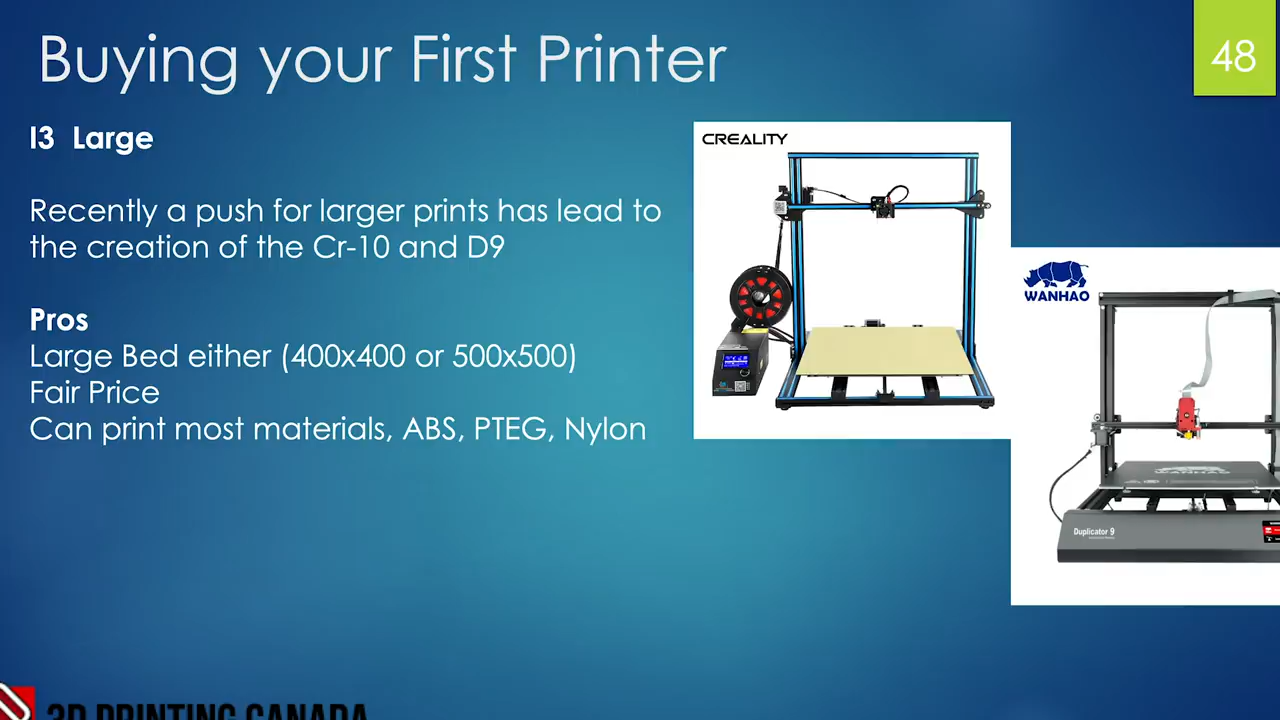 Buying your First Printer
48
I3 Large
Recently a push for larger prints has lead to
the creation of the Cr-10 and D9
Pros
Large Bed either (400x400 or 500x500)
Fair Price
Can print most materials, ABS, PTEG, Nylon
CREALITY
WANHAO
WANHAO
Duplicator 9
3D PRINTING CANADA